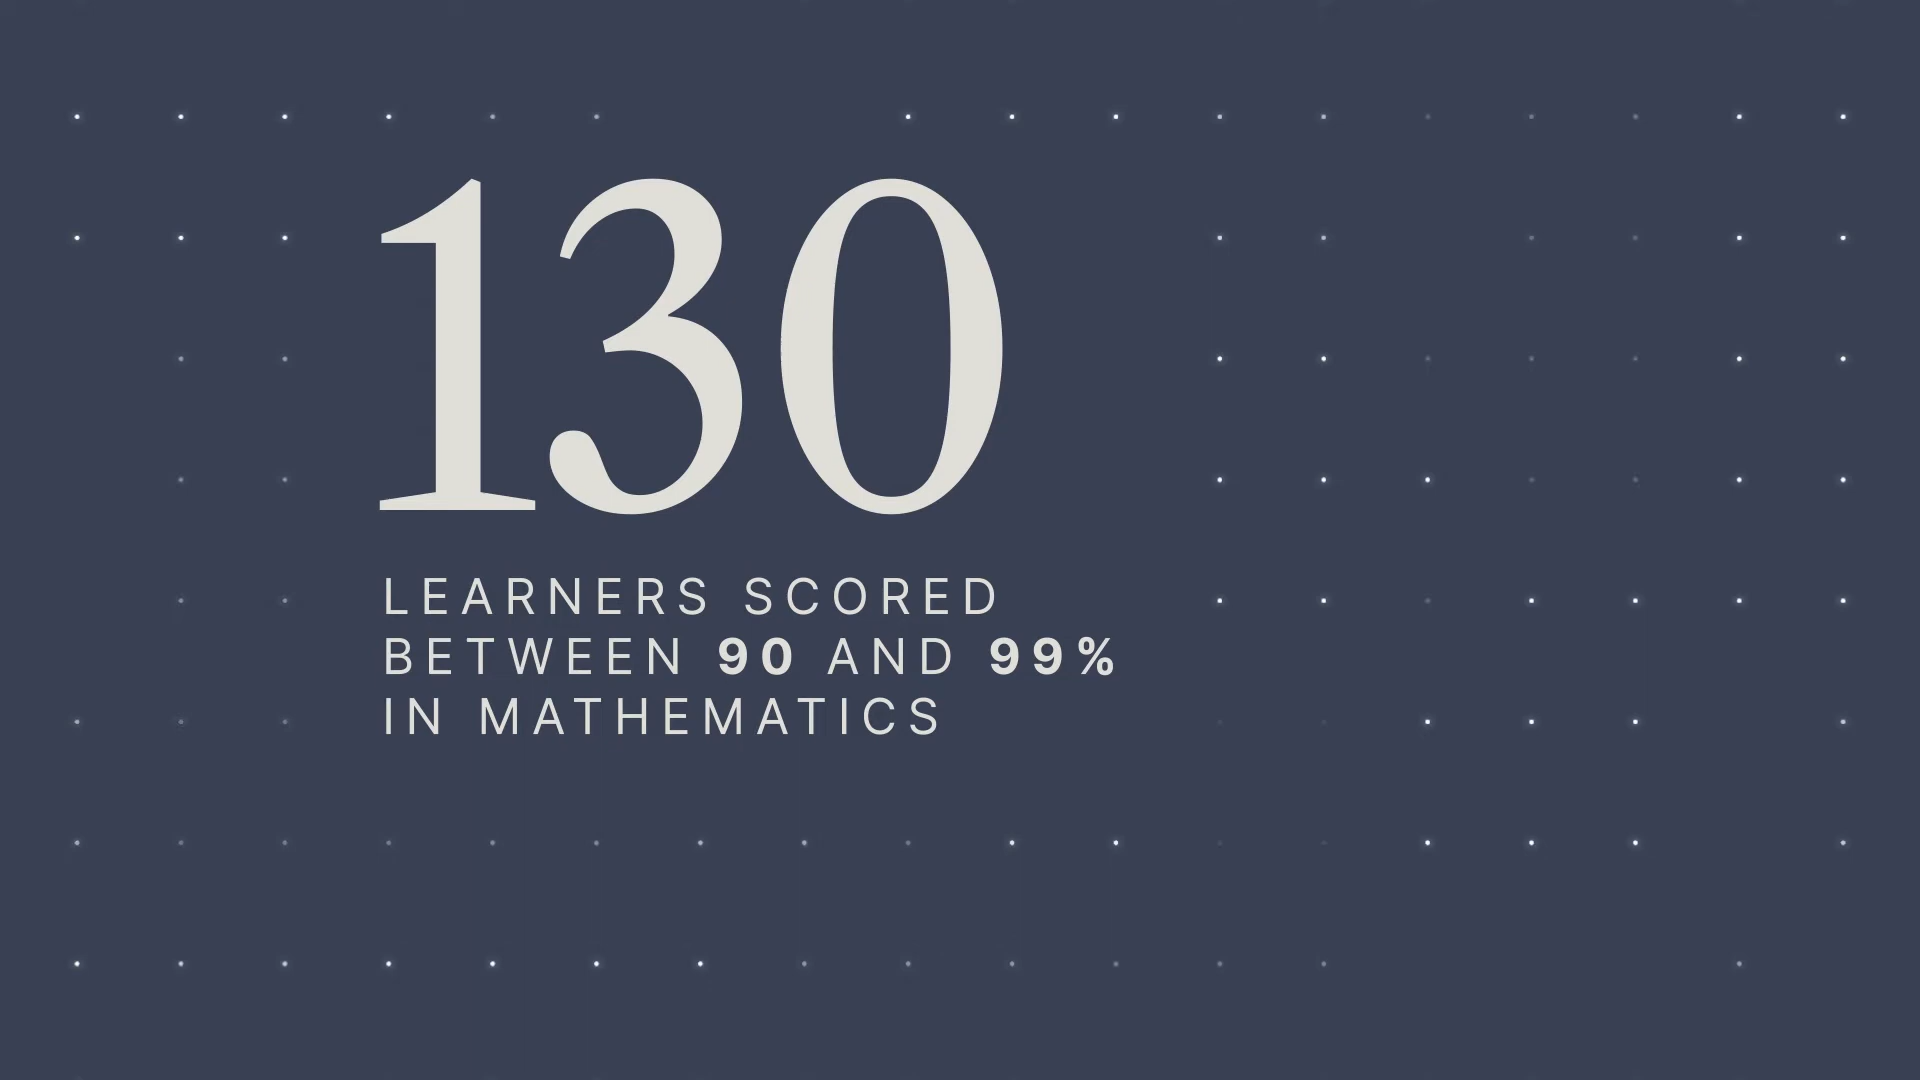 130
LEARNERS SCORED
BETWEEN 90 AND 99%
IN MATHEMATICS